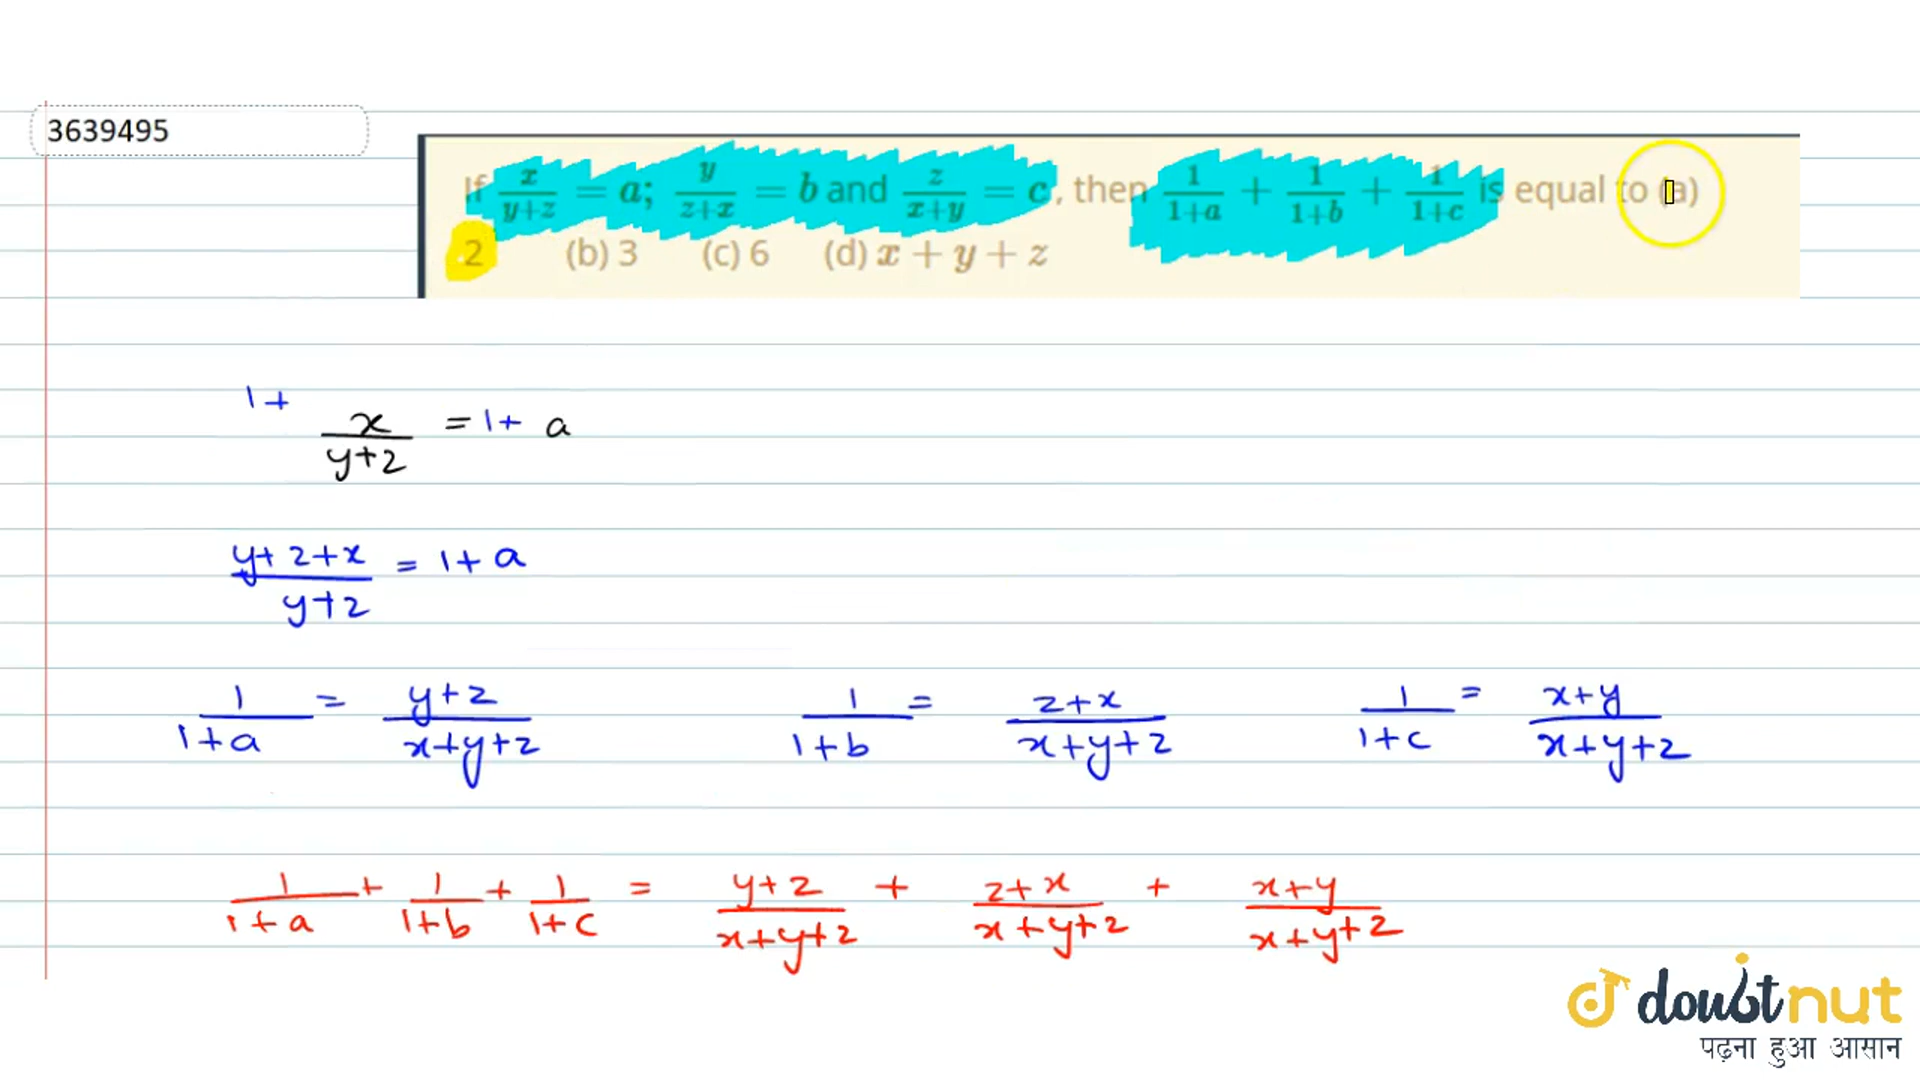 3639495
If x/(y+z) = a; y/(z+x) = b and z/(x+y) = c, then 1/(1+a) + 1/(1+b) + 1/(1+c) is equal to (a)
2 (b) 3 (c) 6 (d) x + y + z
1+ x/(y+z) = 1+ a
(y+z+x)/(y+z) = 1+a
1/(1+a) = (y+z)/(x+y+z) 1/(1+b) = (z+x)/(x+y+z) 1/(1+c) = (x+y)/(x+y+z)
1/(1+a) + 1/(1+b) + 1/(1+c) = (y+z)/(x+y+z) + (z+x)/(x+y+z) + (x+y)/(x+y+z)
doubtnut
पढ़ना हुआ आसान